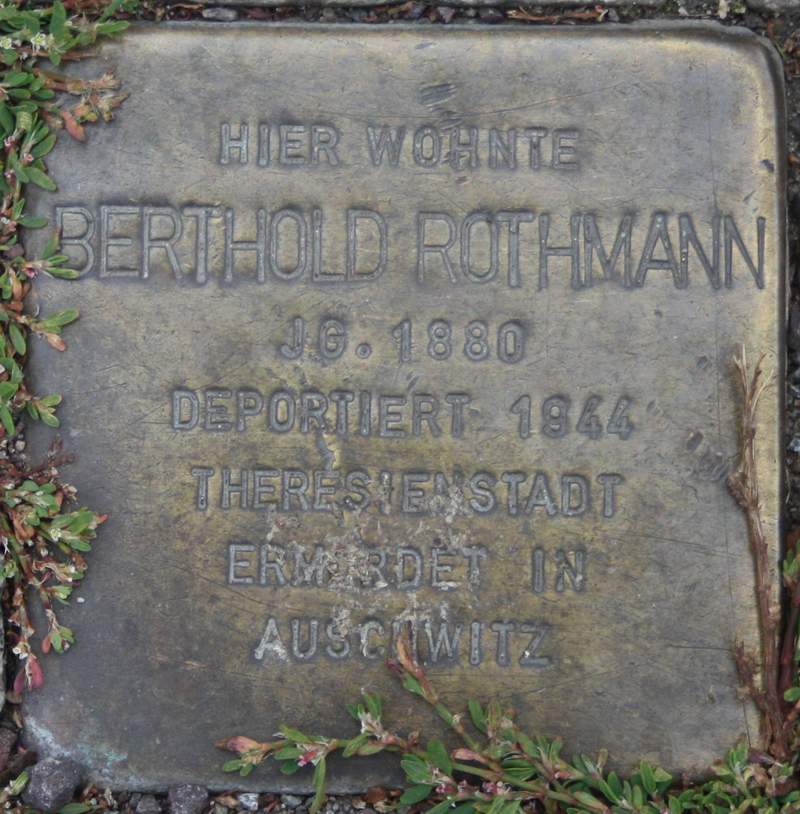 HIER WOHNTE
BERTHOLD ROTHMANN
JG. 1880
DEPORTIERT 1944
THERESIENSTADT
ERMORDET IN
AUSCHWITZ